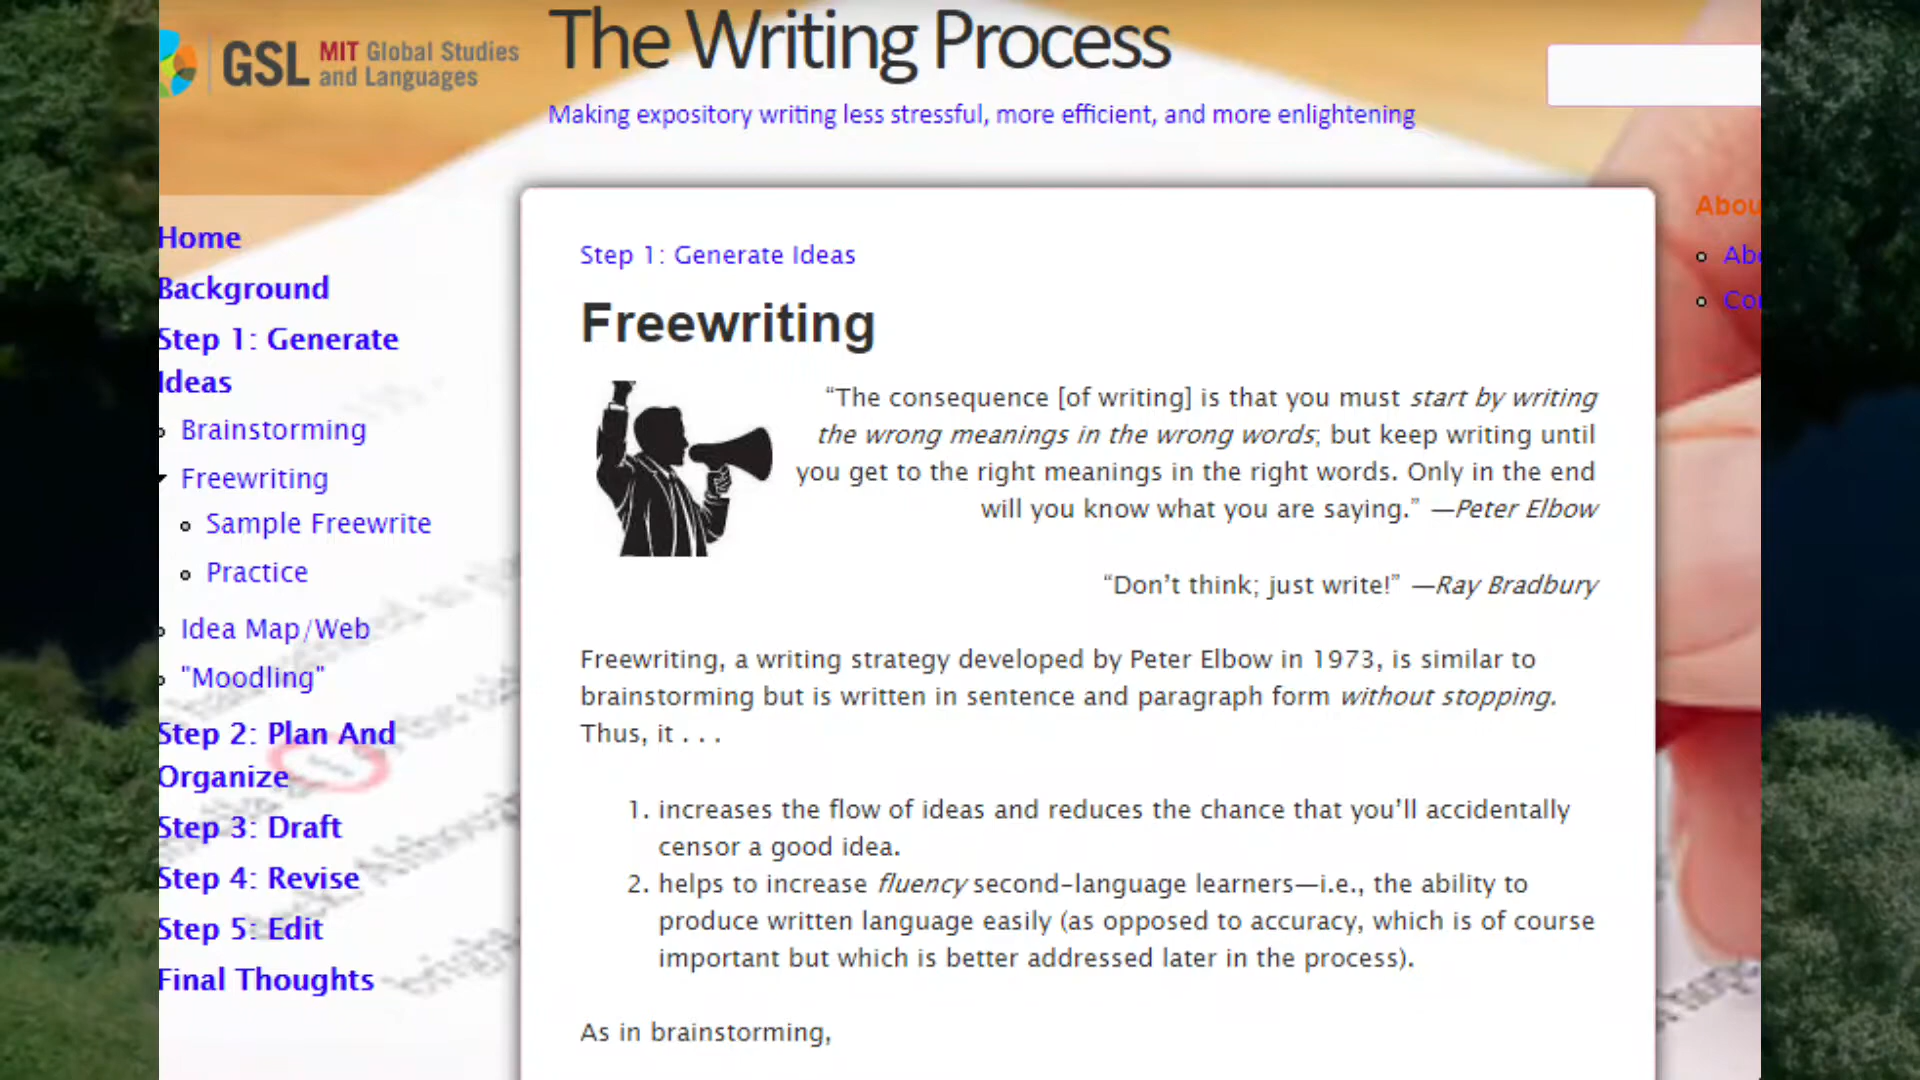 GSL MIT Global Studies
and Languages
The Writing Process
Making expository writing less stressful, more efficient, and more enlightening
Home
Background
Step 1: Generate
Ideas
Brainstorming
Freewriting
Sample Freewrite
Practice
Idea Map/Web
"Moodling"
Step 2: Plan And
Organize
Step 3: Draft
Step 4: Revise
Step 5: Edit
Final Thoughts
Step 1: Generate Ideas
Freewriting
“The consequence [of writing] is that you must start by writing
the wrong meanings in the wrong words; but keep writing until
you get to the right meanings in the right words. Only in the end
will you know what you are saying.” —Peter Elbow
“Don’t think; just write!” —Ray Bradbury
Freewriting, a writing strategy developed by Peter Elbow in 1973, is similar to
brainstorming but is written in sentence and paragraph form without stopping.
Thus, it . . .
1. increases the flow of ideas and reduces the chance that you’ll accidentally
censor a good idea.
2. helps to increase fluency second-language learners—i.e., the ability to
produce written language easily (as opposed to accuracy, which is of course
important but which is better addressed later in the process).
As in brainstorming,